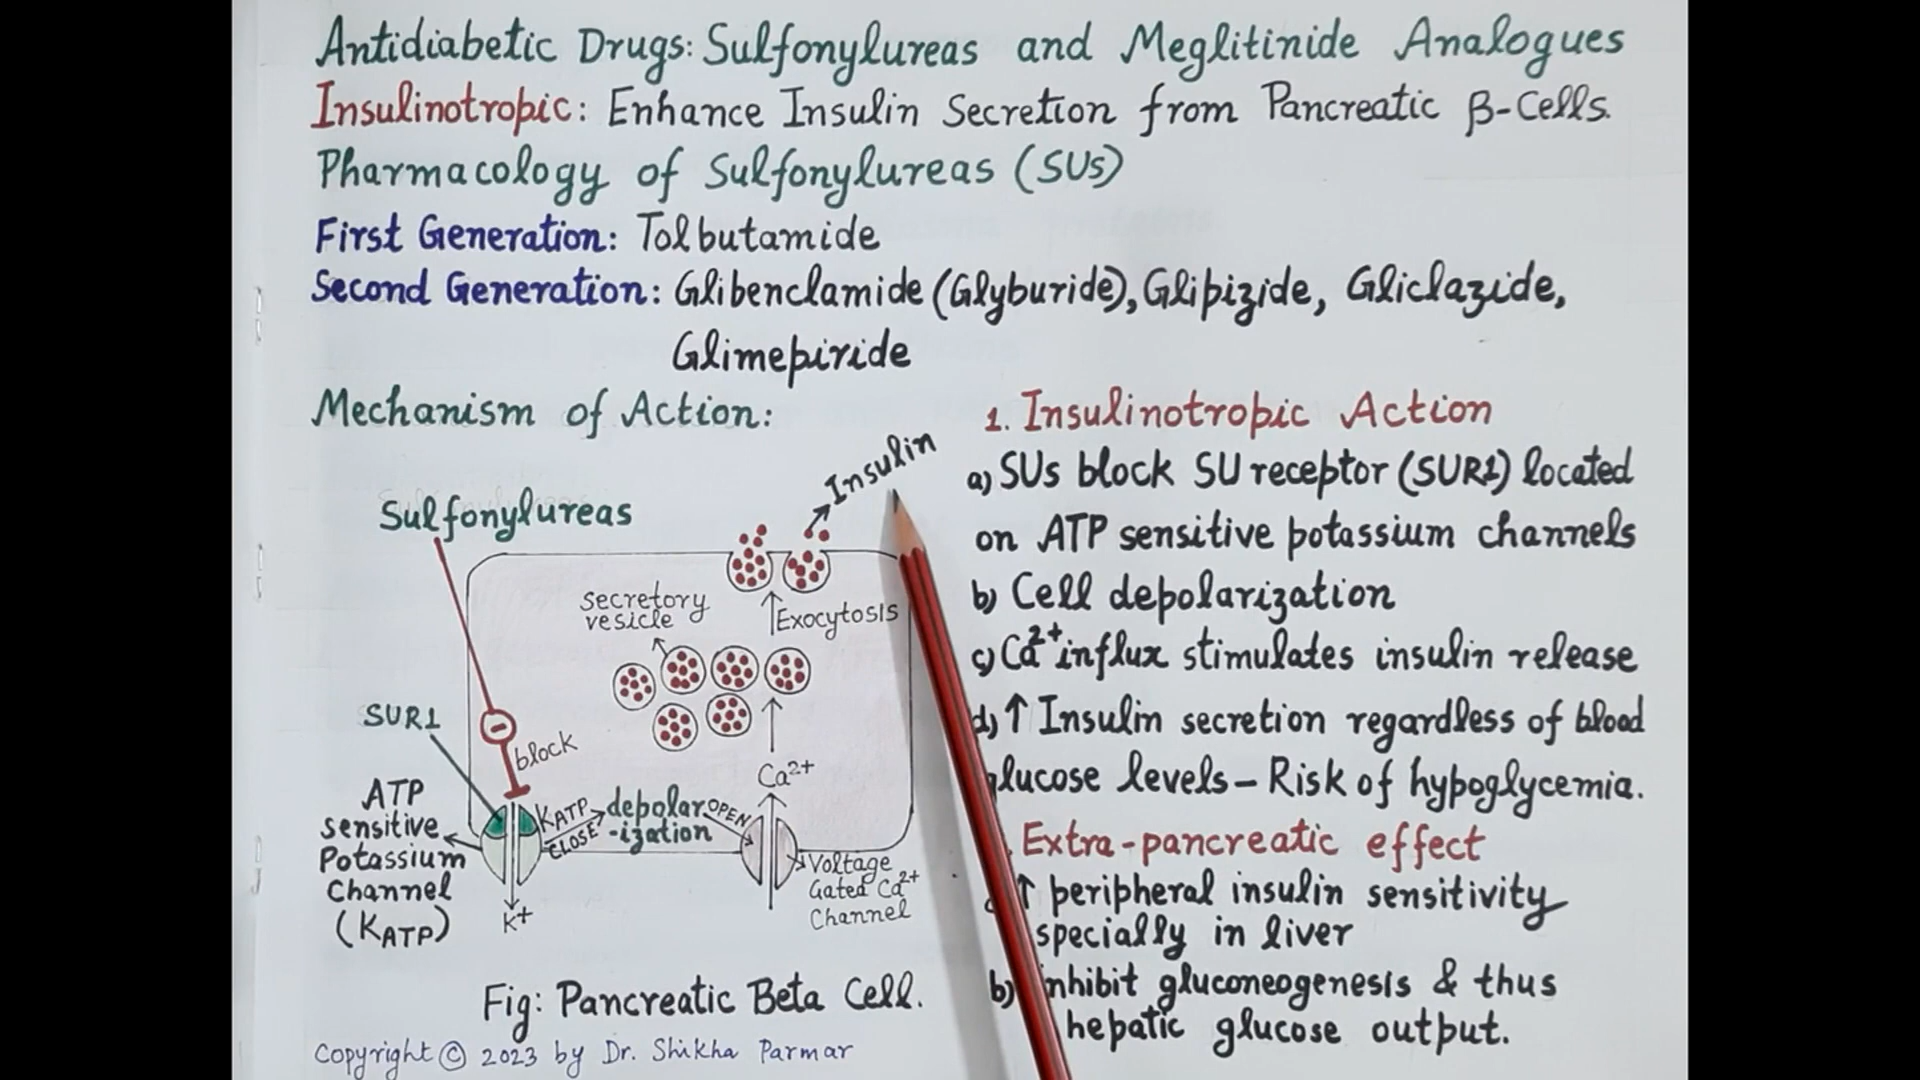 Antidiabetic Drugs: Sulfonylureas and Meglitinide Analogues
Insulinotropic: Enhance Insulin Secretion from Pancreatic β-Cells.
Pharmacology of Sulfonylureas (SUs)
First Generation: Tolbutamide
Second Generation: Glibenclamide (Glyburide), Glipizide, Gliclazide,
Glimepiride
Mechanism of Action:
Sulfonylureas
Insulin
secretory
vesicle
Exocytosis
SUR1
block
Ca2+
ATP
sensitive
Potassium
Channel
(KATP)
KATP
CLOSE
depolar
-ization
OPEN
K+
Voltage
Gated Ca2+
Channel
Fig: Pancreatic Beta Cell.
Copyright © 2023 by Dr. Shikha Parmar
1. Insulinotropic Action
a) SUs block SU receptor (SUR1) located
on ATP sensitive potassium channels
b) Cell depolarization
c) Ca2+ influx stimulates insulin release
d) ↑ Insulin secretion regardless of blood
glucose levels – Risk of hypoglycemia.
Extra-pancreatic effect
↑ peripheral insulin sensitivity
specially in liver
b) inhibit gluconeogenesis & thus
hepatic glucose output.